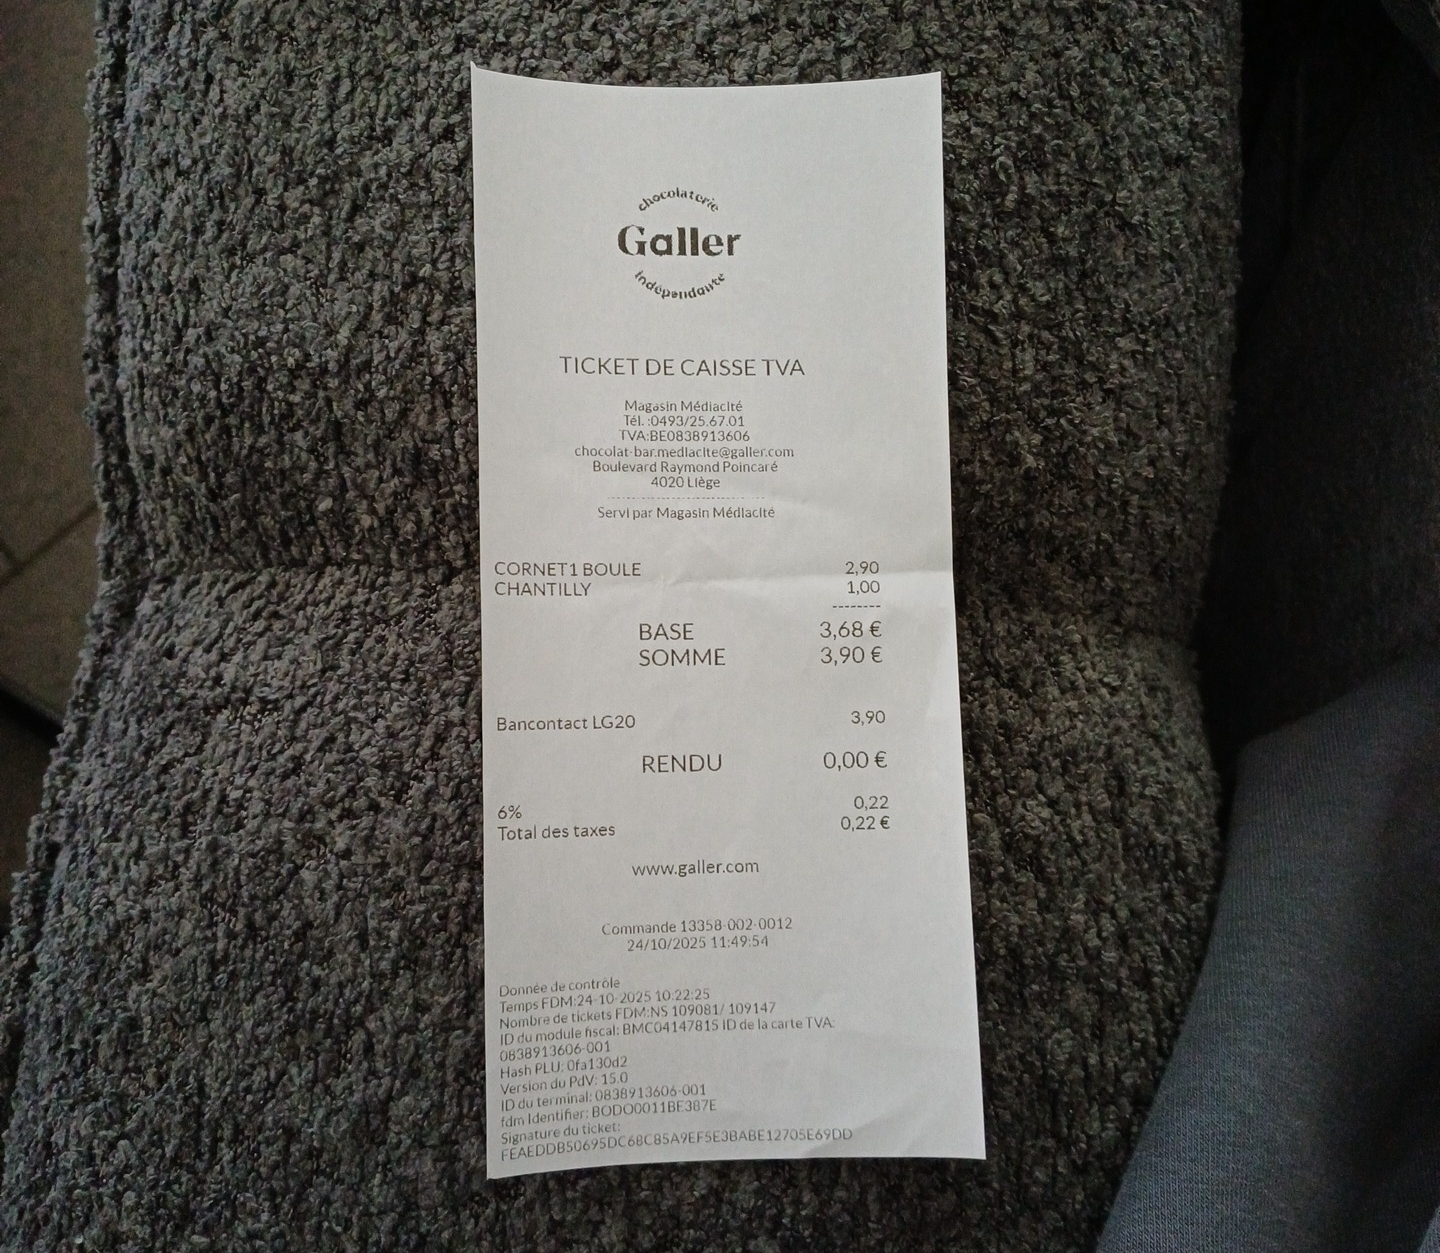 chocolaterie
Galler
indépendante
TICKET DE CAISSE TVA
Magasin Médiacité
Tél. :0493/25.67.01
TVA:BE0838913606
chocolat-bar.mediacite@galler.com
Boulevard Raymond Poincaré
4020 Liège
--------------------------------
Servi par Magasin Médiacité
CORNET1 BOULE 2,90
CHANTILLY 1,00
--------
BASE 3,68 €
SOMME 3,90 €
Bancontact LG20 3,90
RENDU 0,00 €
6% 0,22
Total des taxes 0,22 €
www.galler.com
Commande 13358-002-0012
24/10/2025 11:49:54
Donnée de contrôle
Temps FDM:24-10-2025 10:22:25
Nombre de tickets FDM:NS 109081/ 109147
ID du module fiscal: BMC04147815 ID de la carte TVA:
0838913606-001
Hash PLU: 0fa130d2
Version du PdV: 15.0
ID du terminal: 0838913606-001
fdm Identifier: BODO0011BE387E
Signature du ticket:
FEAEDDB50695DC68C85A9EF5E3BABE12705E69DD